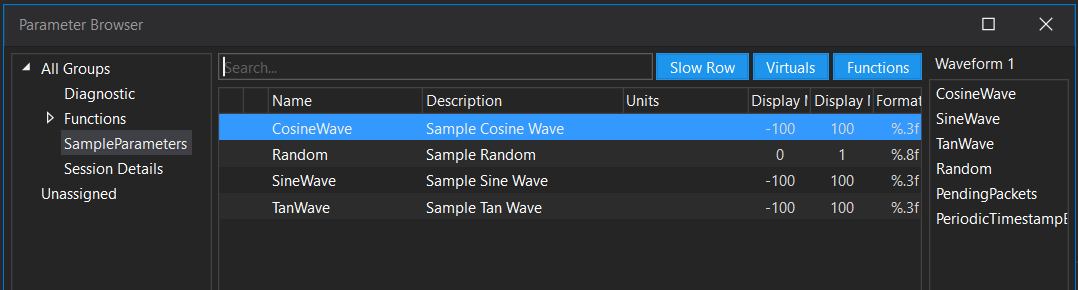 Parameter Browser
All Groups
Diagnostic
Functions
SampleParameters
Session Details
Unassigned
Search...
Slow Row
Virtuals
Functions
Name Description Units Display M Display M Format
CosineWave Sample Cosine Wave -100 100 %.3f
Random Sample Random 0 1 %.8f
SineWave Sample Sine Wave -100 100 %.3f
TanWave Sample Tan Wave -100 100 %.3f
Waveform 1
CosineWave
SineWave
TanWave
Random
PendingPackets
PeriodicTimestampE